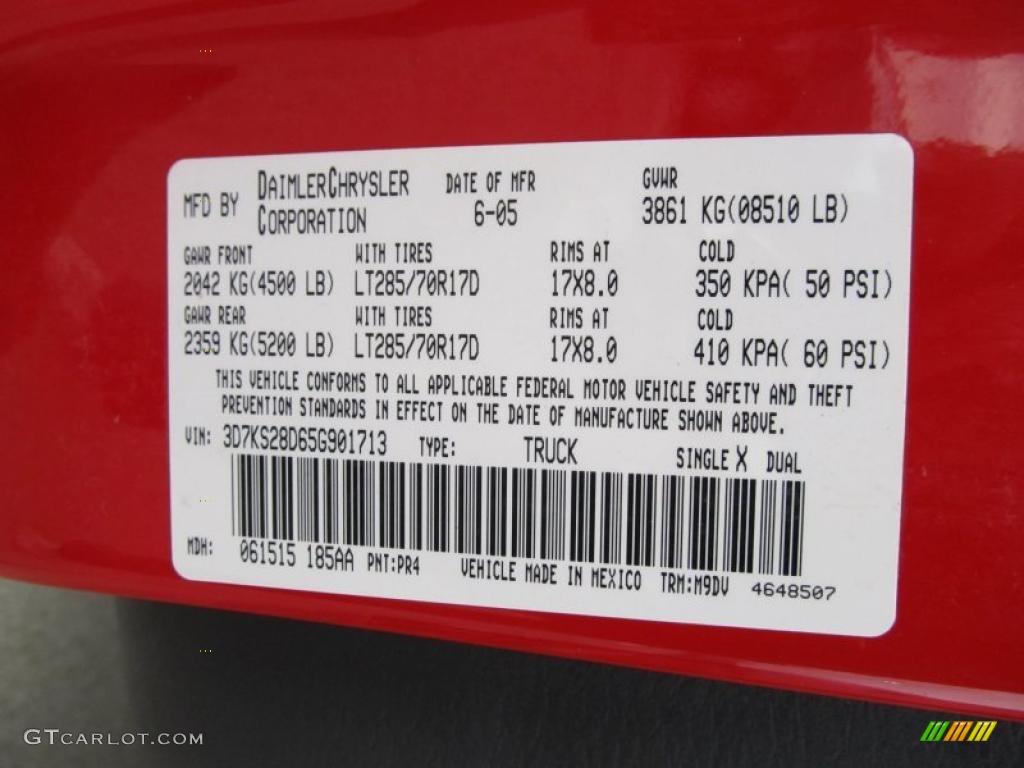 MFD BY DAIMLERCHRYSLER CORPORATION DATE OF MFR 6-05 GVWR 3861 KG(08510 LB)
GAWR FRONT WITH TIRES RIMS AT COLD
2042 KG(4500 LB) LT285/70R17D 17X8.0 350 KPA( 50 PSI)
GAWR REAR WITH TIRES RIMS AT COLD
2359 KG(5200 LB) LT285/70R17D 17X8.0 410 KPA( 60 PSI)
THIS VEHICLE CONFORMS TO ALL APPLICABLE FEDERAL MOTOR VEHICLE SAFETY AND THEFT
PREVENTION STANDARDS IN EFFECT ON THE DATE OF MANUFACTURE SHOWN ABOVE.
VIN: 3D7KS28D65G901713 TYPE: TRUCK SINGLE X DUAL
MDH: 061515 185AA PNT:PR4 VEHICLE MADE IN MEXICO TRM:M9DV 4648507
GTCARLOT.COM